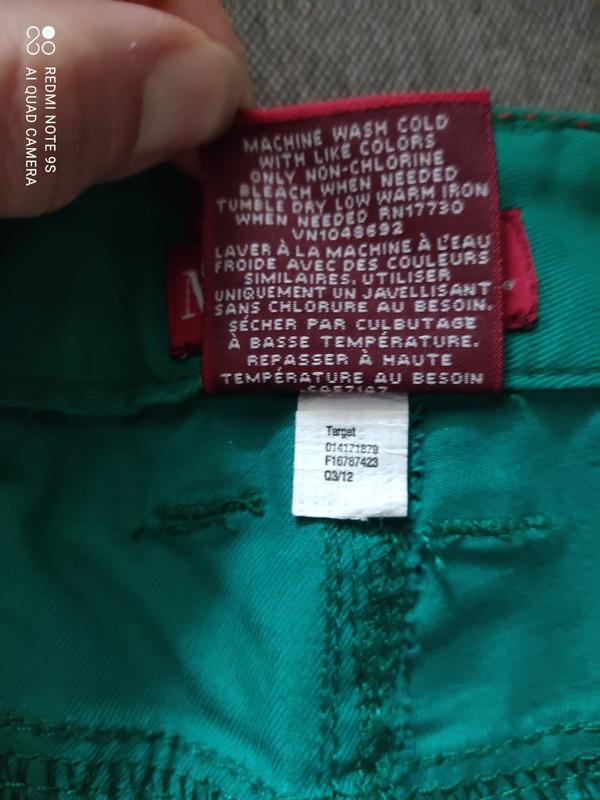 REDMI NOTE 9S
AI QUAD CAMERA
MACHINE WASH COLD
WITH LIKE COLORS
ONLY NON-CHLORINE
BLEACH WHEN NEEDED
TUMBLE DRY LOW WARM IRON
WHEN NEEDED RN17730
VN1048692
LAVER À LA MACHINE À L'EAU
FROIDE AVEC DES COULEURS
SIMILAIRES. UTILISER
UNIQUEMENT UN JAVELLISANT
SANS CHLORURE AU BESOIN.
SÉCHER PAR CULBUTAGE
À BASSE TEMPÉRATURE.
REPASSER À HAUTE
TEMPÉRATURE AU BESOIN
M
Target
014171879
F16787423
Q3/12